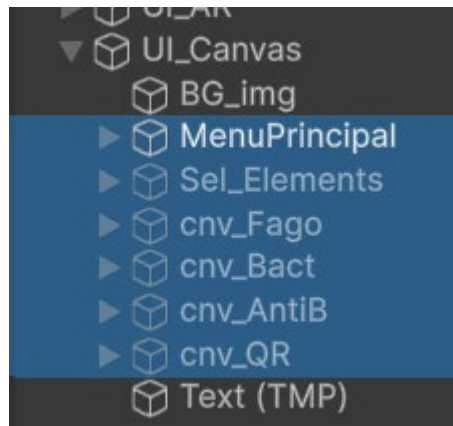 UI_AR
UI_Canvas
BG_img
MenuPrincipal
Sel_Elements
cnv_Fago
cnv_Bact
cnv_AntiB
cnv_QR
Text (TMP)